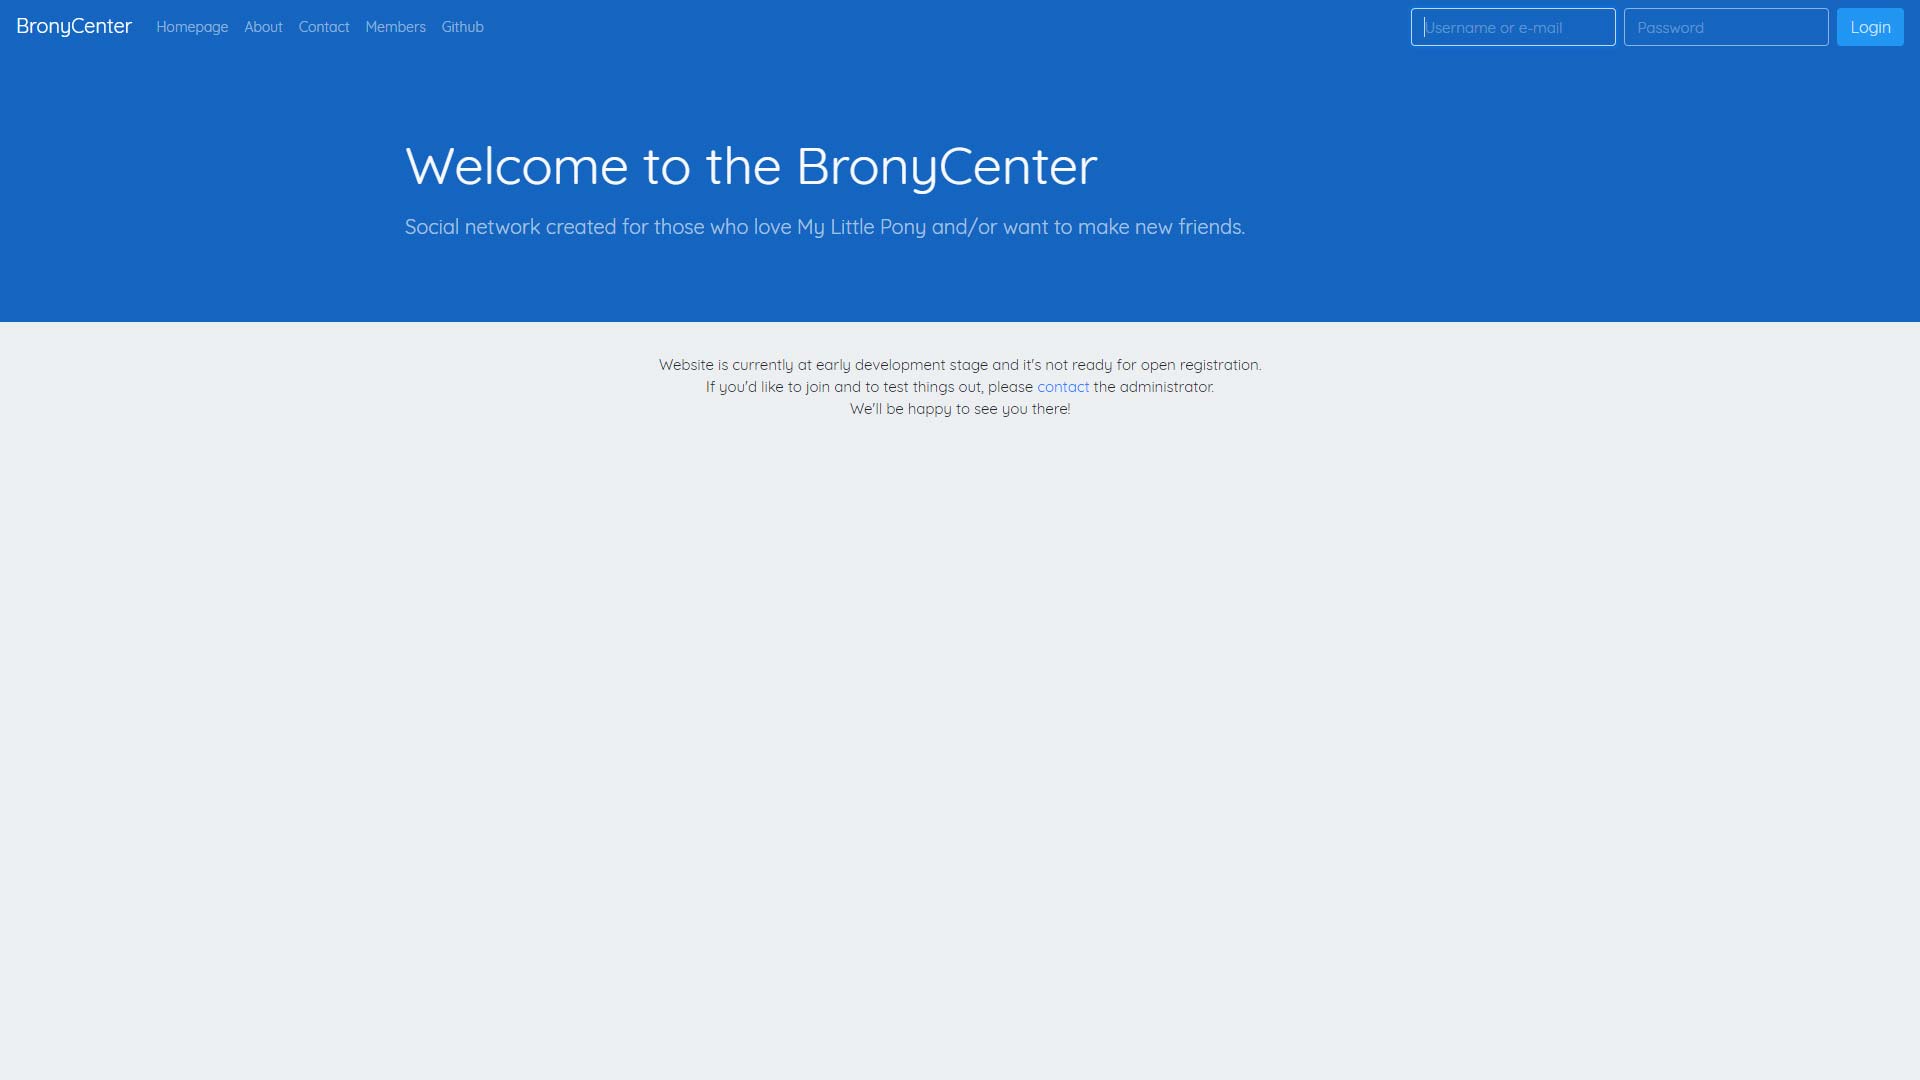 BronyCenter Homepage About Contact Members Github Username or e-mail Password Login
Welcome to the BronyCenter
Social network created for those who love My Little Pony and/or want to make new friends.
Website is currently at early development stage and it's not ready for open registration.
If you'd like to join and to test things out, please contact the administrator.
We'll be happy to see you there!